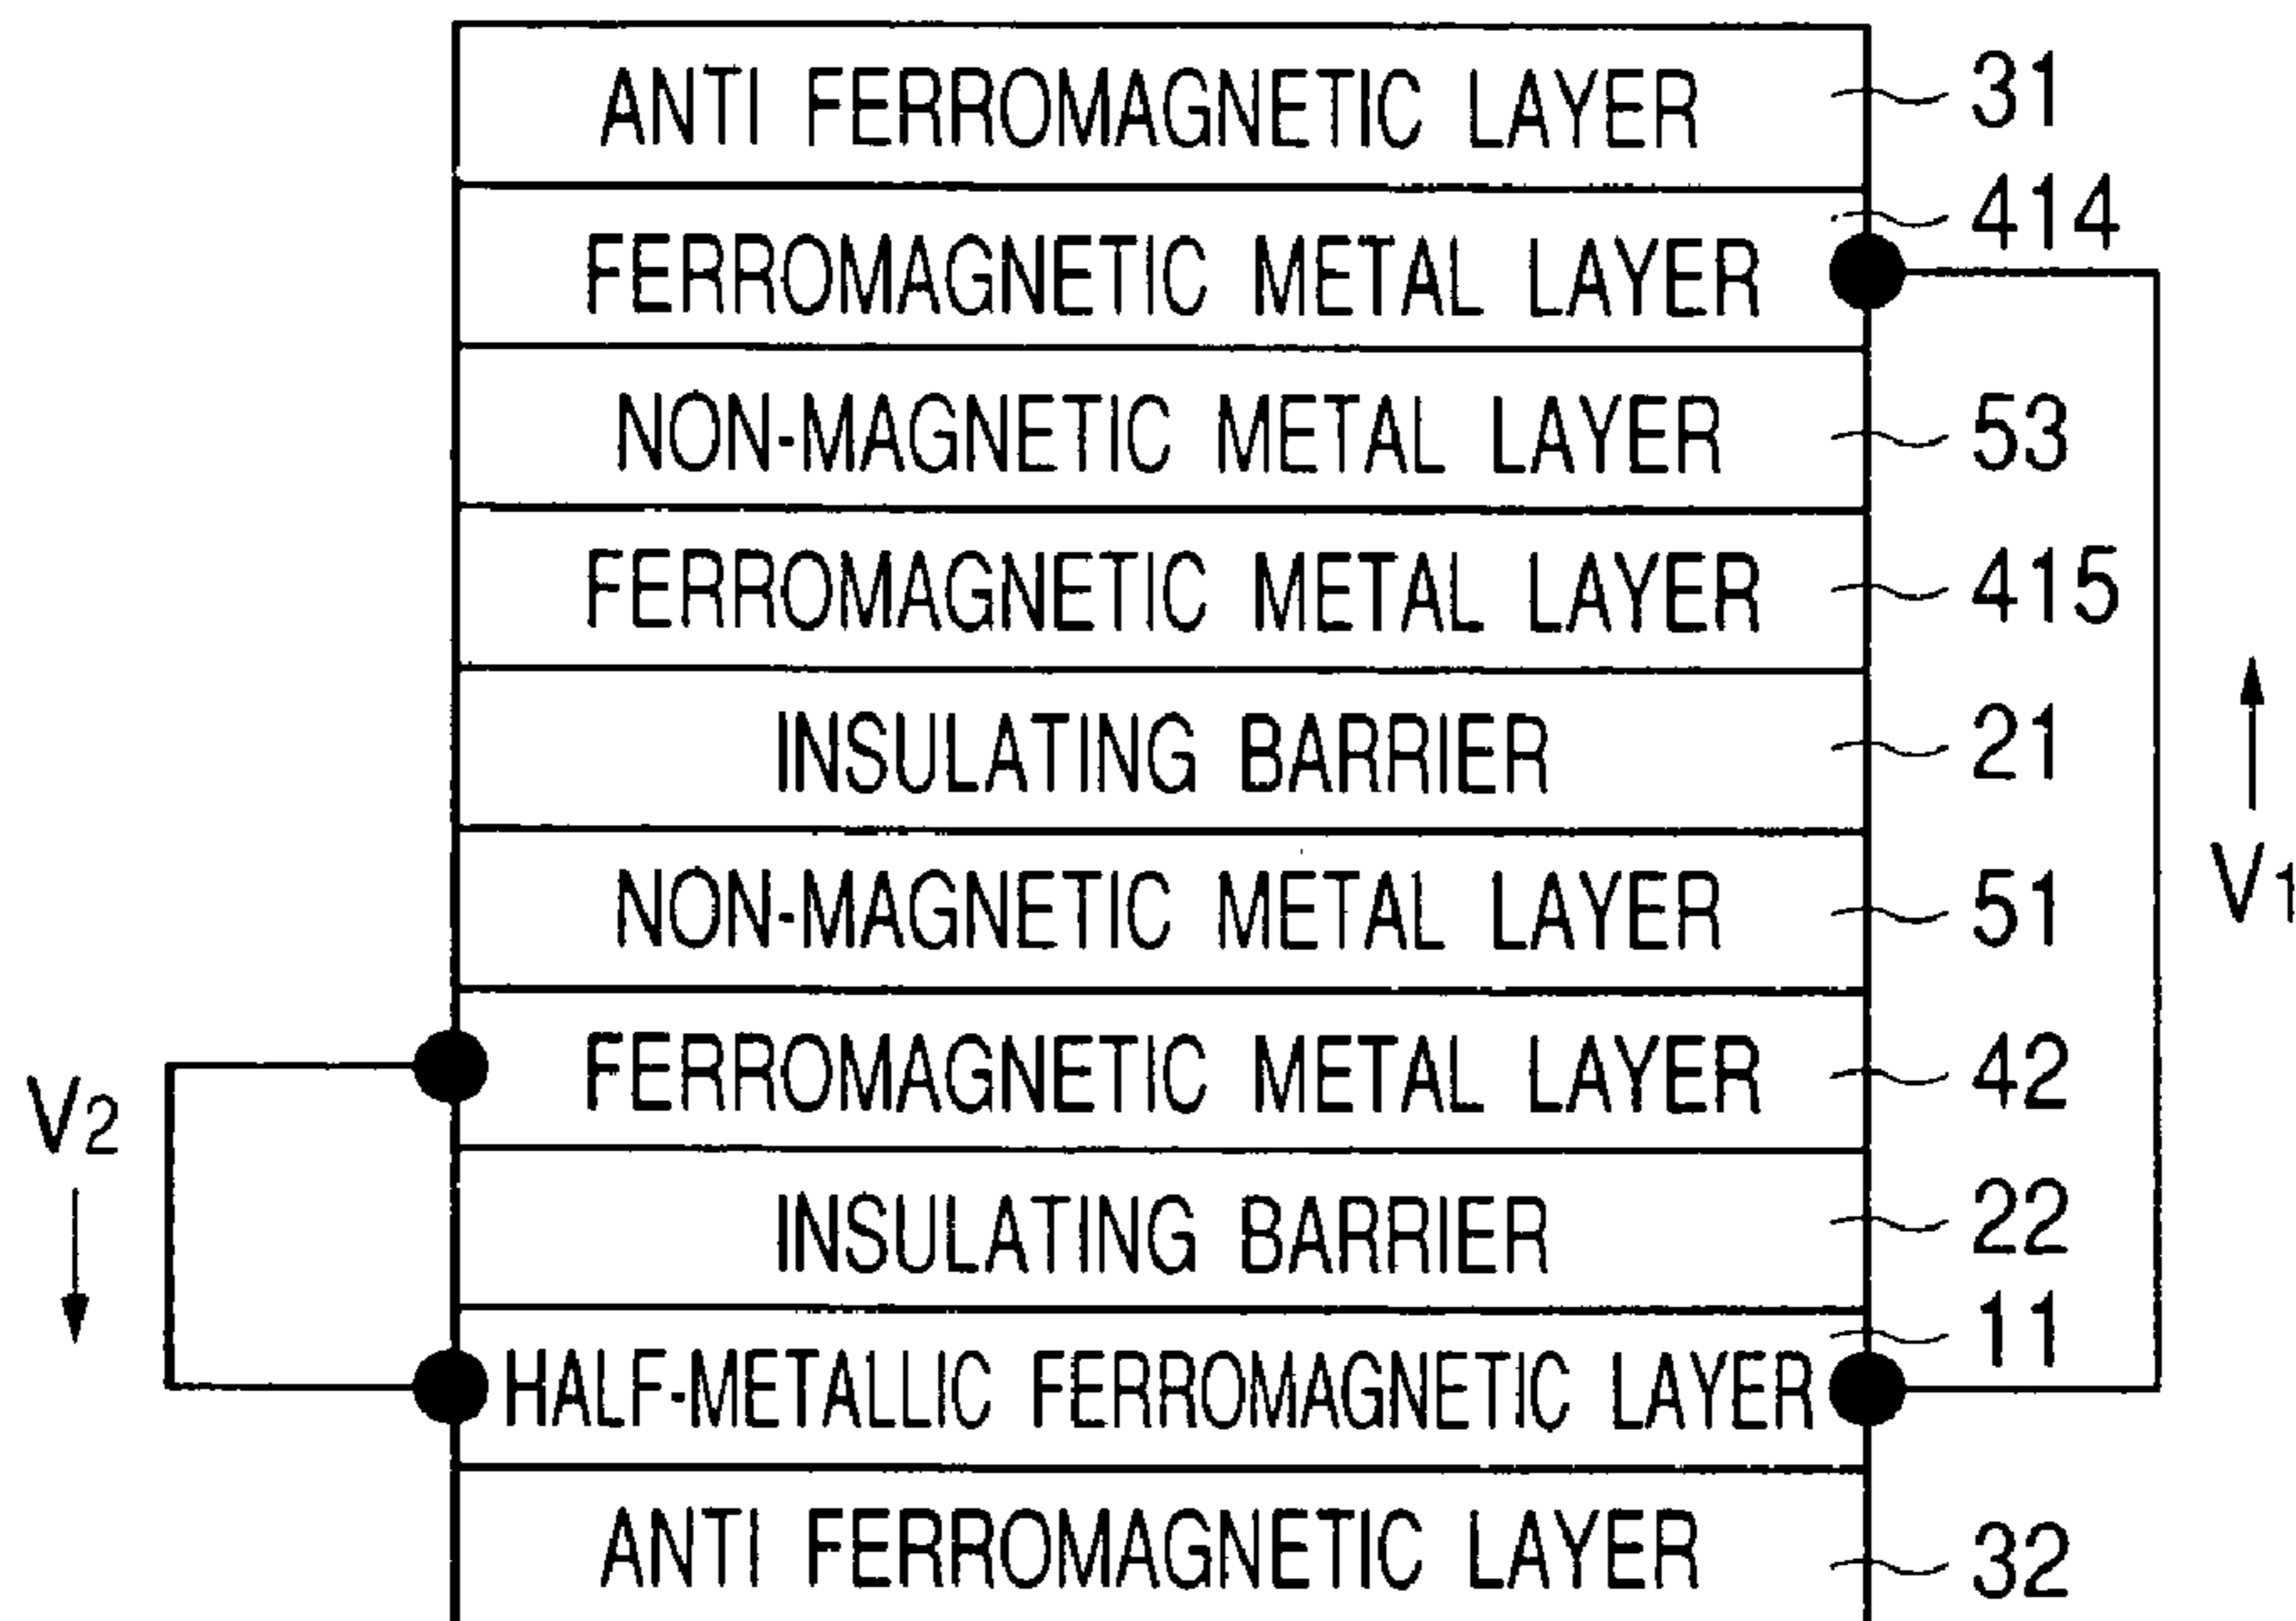 ANTI FERROMAGNETIC LAYER 31
414
FERROMAGNETIC METAL LAYER
NON-MAGNETIC METAL LAYER 53
FERROMAGNETIC METAL LAYER 415
INSULATING BARRIER 21
NON-MAGNETIC METAL LAYER 51
V1
FERROMAGNETIC METAL LAYER 42
V2
INSULATING BARRIER 22
11
HALF-METALLIC FERROMAGNETIC LAYER
ANTI FERROMAGNETIC LAYER 32